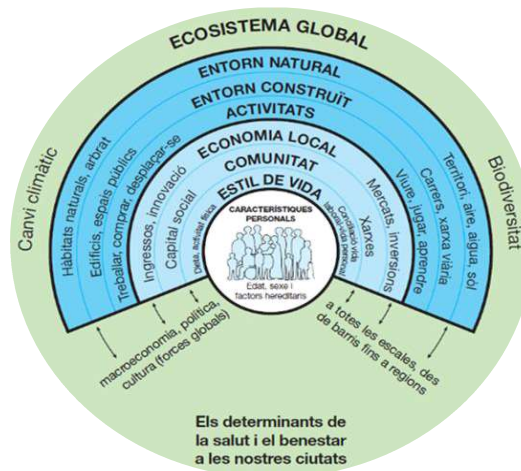 ECOSISTEMA GLOBAL
Canvi climàtic
Biodiversitat
ENTORN NATURAL
Hàbitats naturals, arbrat
Territori, aire, aigua, sòl
ENTORN CONSTRUÏT
Edificis, espais públics
Carrers, xarxa viària
ACTIVITATS
Treballar, comprar, desplaçar-se
Viure, jugar, aprendre
ECONOMIA LOCAL
Ingressos, innovació
Mercats, inversions
COMUNITAT
Capital social
Xarxes
ESTIL DE VIDA
Dieta, activitat física
Conciliació vida
laboral-vida personal
CARACTERÍSTIQUES
PERSONALS
Edat, sexe i
factors hereditaris
macroeconomia, política,
cultura (forces globals)
a totes les escales, des
de barris fins a regions
Els determinants de
la salut i el benestar
a les nostres ciutats